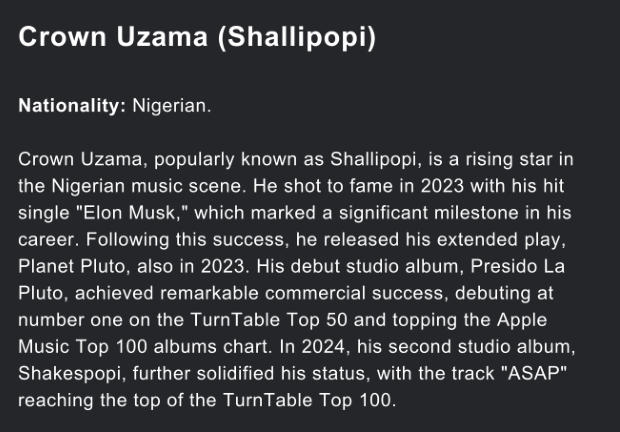 Crown Uzama (Shallipopi)
Nationality: Nigerian.
Crown Uzama, popularly known as Shallipopi, is a rising star in
the Nigerian music scene. He shot to fame in 2023 with his hit
single "Elon Musk," which marked a significant milestone in his
career. Following this success, he released his extended play,
Planet Pluto, also in 2023. His debut studio album, Presido La
Pluto, achieved remarkable commercial success, debuting at
number one on the TurnTable Top 50 and topping the Apple
Music Top 100 albums chart. In 2024, his second studio album,
Shakespopi, further solidified his status, with the track "ASAP"
reaching the top of the TurnTable Top 100.